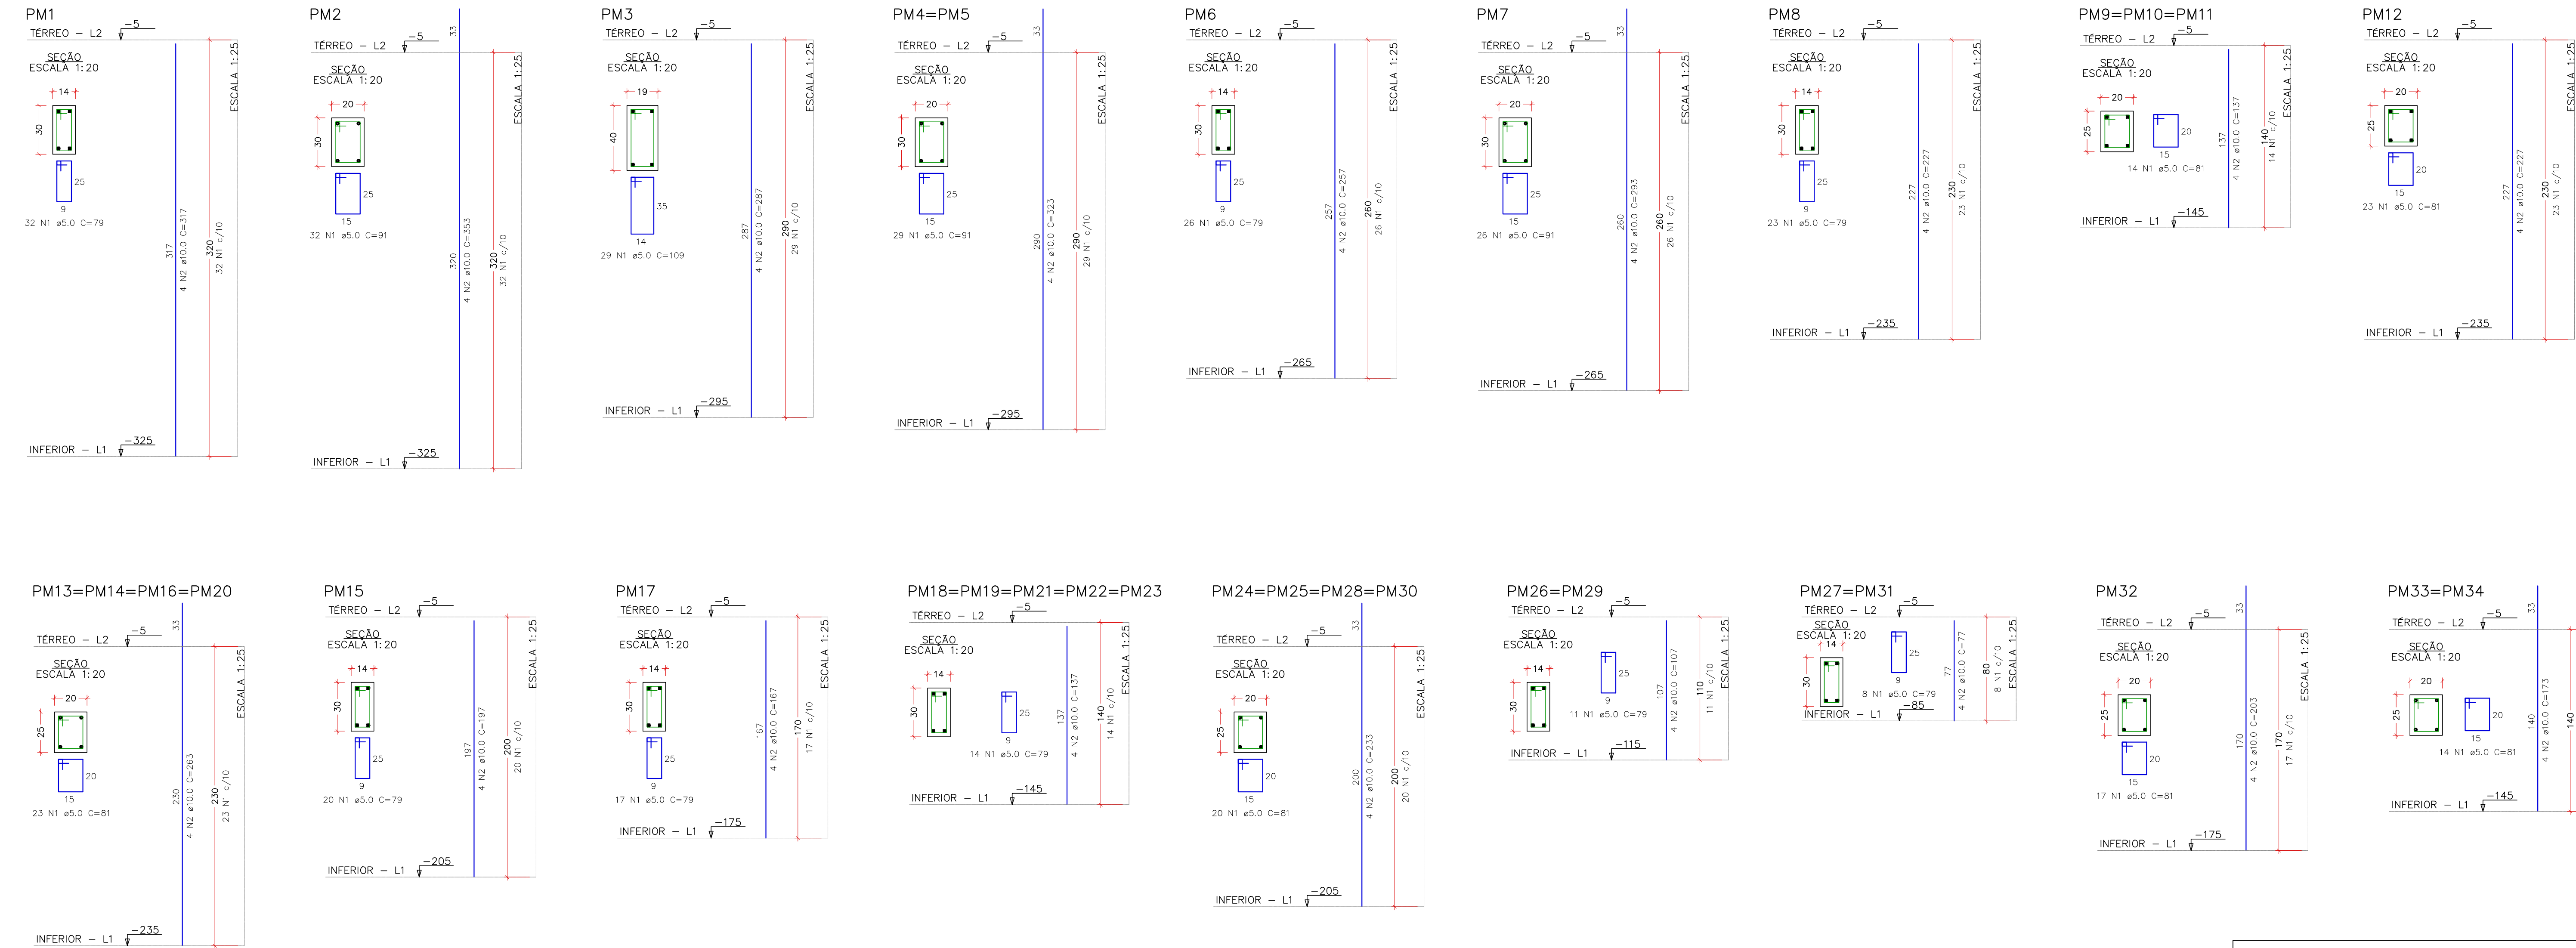 PM1
-5
TÉRREO - L2
SEÇÃO
ESCALA 1:20
14
30
25
9
32 N1 ø5.0 C=79
317
4 N2 ø10.0 C=317
320
32 N1 c/10
ESCALA 1:25
-325
INFERIOR - L1
PM2
33
-5
TÉRREO - L2
SEÇÃO
ESCALA 1:20
20
30
25
15
32 N1 ø5.0 C=91
320
4 N2 ø10.0 C=353
320
32 N1 c/10
ESCALA 1:25
-325
INFERIOR - L1
PM3
-5
TÉRREO - L2
SEÇÃO
ESCALA 1:20
19
40
35
14
29 N1 ø5.0 C=109
287
4 N2 ø10.0 C=287
290
29 N1 c/10
ESCALA 1:25
-295
INFERIOR - L1
PM4=PM5
33
-5
TÉRREO - L2
SEÇÃO
ESCALA 1:20
20
30
25
15
29 N1 ø5.0 C=91
290
4 N2 ø10.0 C=323
290
29 N1 c/10
ESCALA 1:25
-295
INFERIOR - L1
PM6
-5
TÉRREO - L2
SEÇÃO
ESCALA 1:20
14
30
25
9
26 N1 ø5.0 C=79
257
4 N2 ø10.0 C=257
260
26 N1 c/10
ESCALA 1:25
-265
INFERIOR - L1
PM7
33
-5
TÉRREO - L2
SEÇÃO
ESCALA 1:20
20
30
25
15
26 N1 ø5.0 C=91
260
4 N2 ø10.0 C=293
260
26 N1 c/10
ESCALA 1:25
-265
INFERIOR - L1
PM8
-5
TÉRREO - L2
SEÇÃO
ESCALA 1:20
14
30
25
9
23 N1 ø5.0 C=79
227
4 N2 ø10.0 C=227
230
23 N1 c/10
ESCALA 1:25
-235
INFERIOR - L1
PM9=PM10=PM11
-5
TÉRREO - L2
SEÇÃO
ESCALA 1:20
20
25
20
15
14 N1 ø5.0 C=81
137
4 N2 ø10.0 C=137
140
14 N1 c/10
ESCALA 1:25
-145
INFERIOR - L1
PM12
-5
TÉRREO - L2
SEÇÃO
ESCALA 1:20
20
25
20
15
23 N1 ø5.0 C=81
227
4 N2 ø10.0 C=227
230
23 N1 c/10
ESCALA 1:25
-235
INFERIOR - L1
PM13=PM14=PM16=PM20
33
-5
TÉRREO - L2
SEÇÃO
ESCALA 1:20
20
25
20
15
23 N1 ø5.0 C=81
230
4 N2 ø10.0 C=263
230
23 N1 c/10
ESCALA 1:25
-235
INFERIOR - L1
PM15
-5
TÉRREO - L2
SEÇÃO
ESCALA 1:20
14
30
25
9
20 N1 ø5.0 C=79
197
4 N2 ø10.0 C=197
200
20 N1 c/10
ESCALA 1:25
-205
INFERIOR - L1
PM17
-5
TÉRREO - L2
SEÇÃO
ESCALA 1:20
14
30
25
9
17 N1 ø5.0 C=79
167
4 N2 ø10.0 C=167
170
17 N1 c/10
ESCALA 1:25
-175
INFERIOR - L1
PM18=PM19=PM21=PM22=PM23
-5
TÉRREO - L2
SEÇÃO
ESCALA 1:20
14
30
25
9
14 N1 ø5.0 C=79
137
4 N2 ø10.0 C=137
140
14 N1 c/10
ESCALA 1:25
-145
INFERIOR - L1
PM24=PM25=PM28=PM30
33
-5
TÉRREO - L2
SEÇÃO
ESCALA 1:20
20
25
20
15
20 N1 ø5.0 C=81
200
4 N2 ø10.0 C=233
200
20 N1 c/10
ESCALA 1:25
-205
INFERIOR - L1
PM26=PM29
-5
TÉRREO - L2
SEÇÃO
ESCALA 1:20
14
30
25
9
11 N1 ø5.0 C=79
107
4 N2 ø10.0 C=107
110
11 N1 c/10
ESCALA 1:25
-115
INFERIOR - L1
PM27=PM31
-5
TÉRREO - L2
SEÇÃO
ESCALA 1:20
14
30
25
9
8 N1 ø5.0 C=79
77
4 N2 ø10.0 C=77
80
8 N1 c/10
ESCALA 1:25
-85
INFERIOR - L1
PM32
33
-5
TÉRREO - L2
SEÇÃO
ESCALA 1:20
20
25
20
15
17 N1 ø5.0 C=81
170
4 N2 ø10.0 C=203
170
17 N1 c/10
ESCALA 1:25
-175
INFERIOR - L1
PM33=PM34
33
-5
TÉRREO - L2
SEÇÃO
ESCALA 1:20
20
25
20
15
14 N1 ø5.0 C=81
140
4 N2 ø10.0 C=173
140
-145
INFERIOR - L1